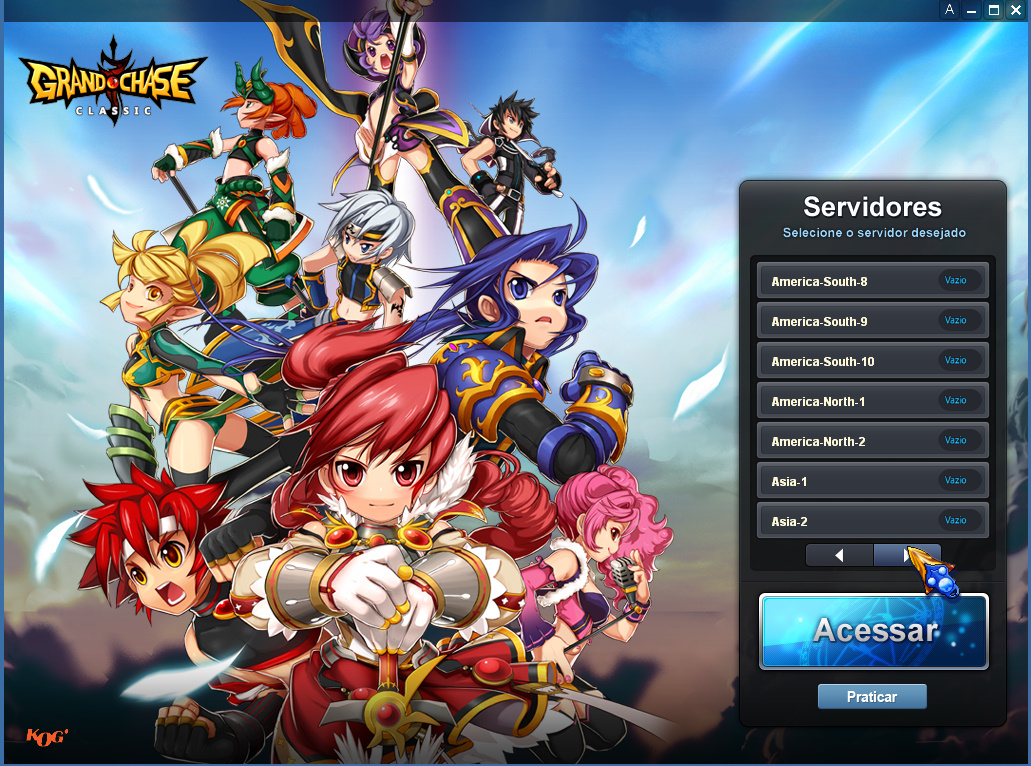 A
GRAND CHASE
CLASSIC
Servidores
Selecione o servidor desejado
America-South-8 Vazio
America-South-9 Vazio
America-South-10 Vazio
America-North-1 Vazio
America-North-2 Vazio
Asia-1 Vazio
Asia-2 Vazio
Acessar
Praticar
KOG